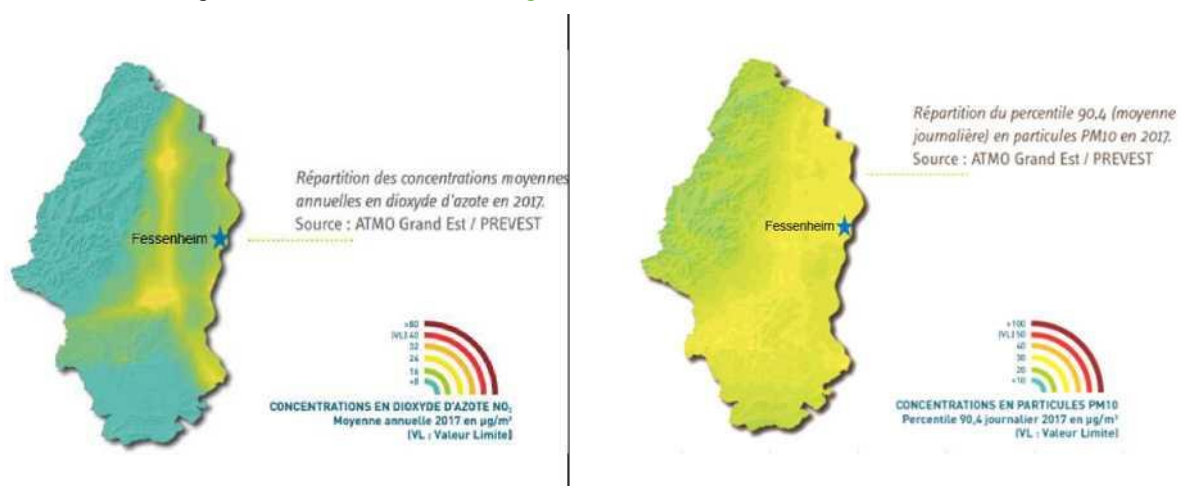 Répartition des concentrations moyennes
annuelles en dioxyde d'azote en 2017.
Source : ATMO Grand Est / PREVEST
Fessenheim
>80
(VL) 40
32
24
16
<8
CONCENTRATIONS EN DIOXYDE D'AZOTE NO₂
Moyenne annuelle 2017 en µg/m³
(VL : Valeur Limite)
Répartition du percentile 90,4 (moyenne
journalière) en particules PM10 en 2017.
Source : ATMO Grand Est / PREVEST
Fessenheim
>100
(VL) 50
40
30
20
<10
CONCENTRATIONS EN PARTICULES PM10
Percentile 90,4 journalier 2017 en µg/m³
(VL : Valeur Limite)